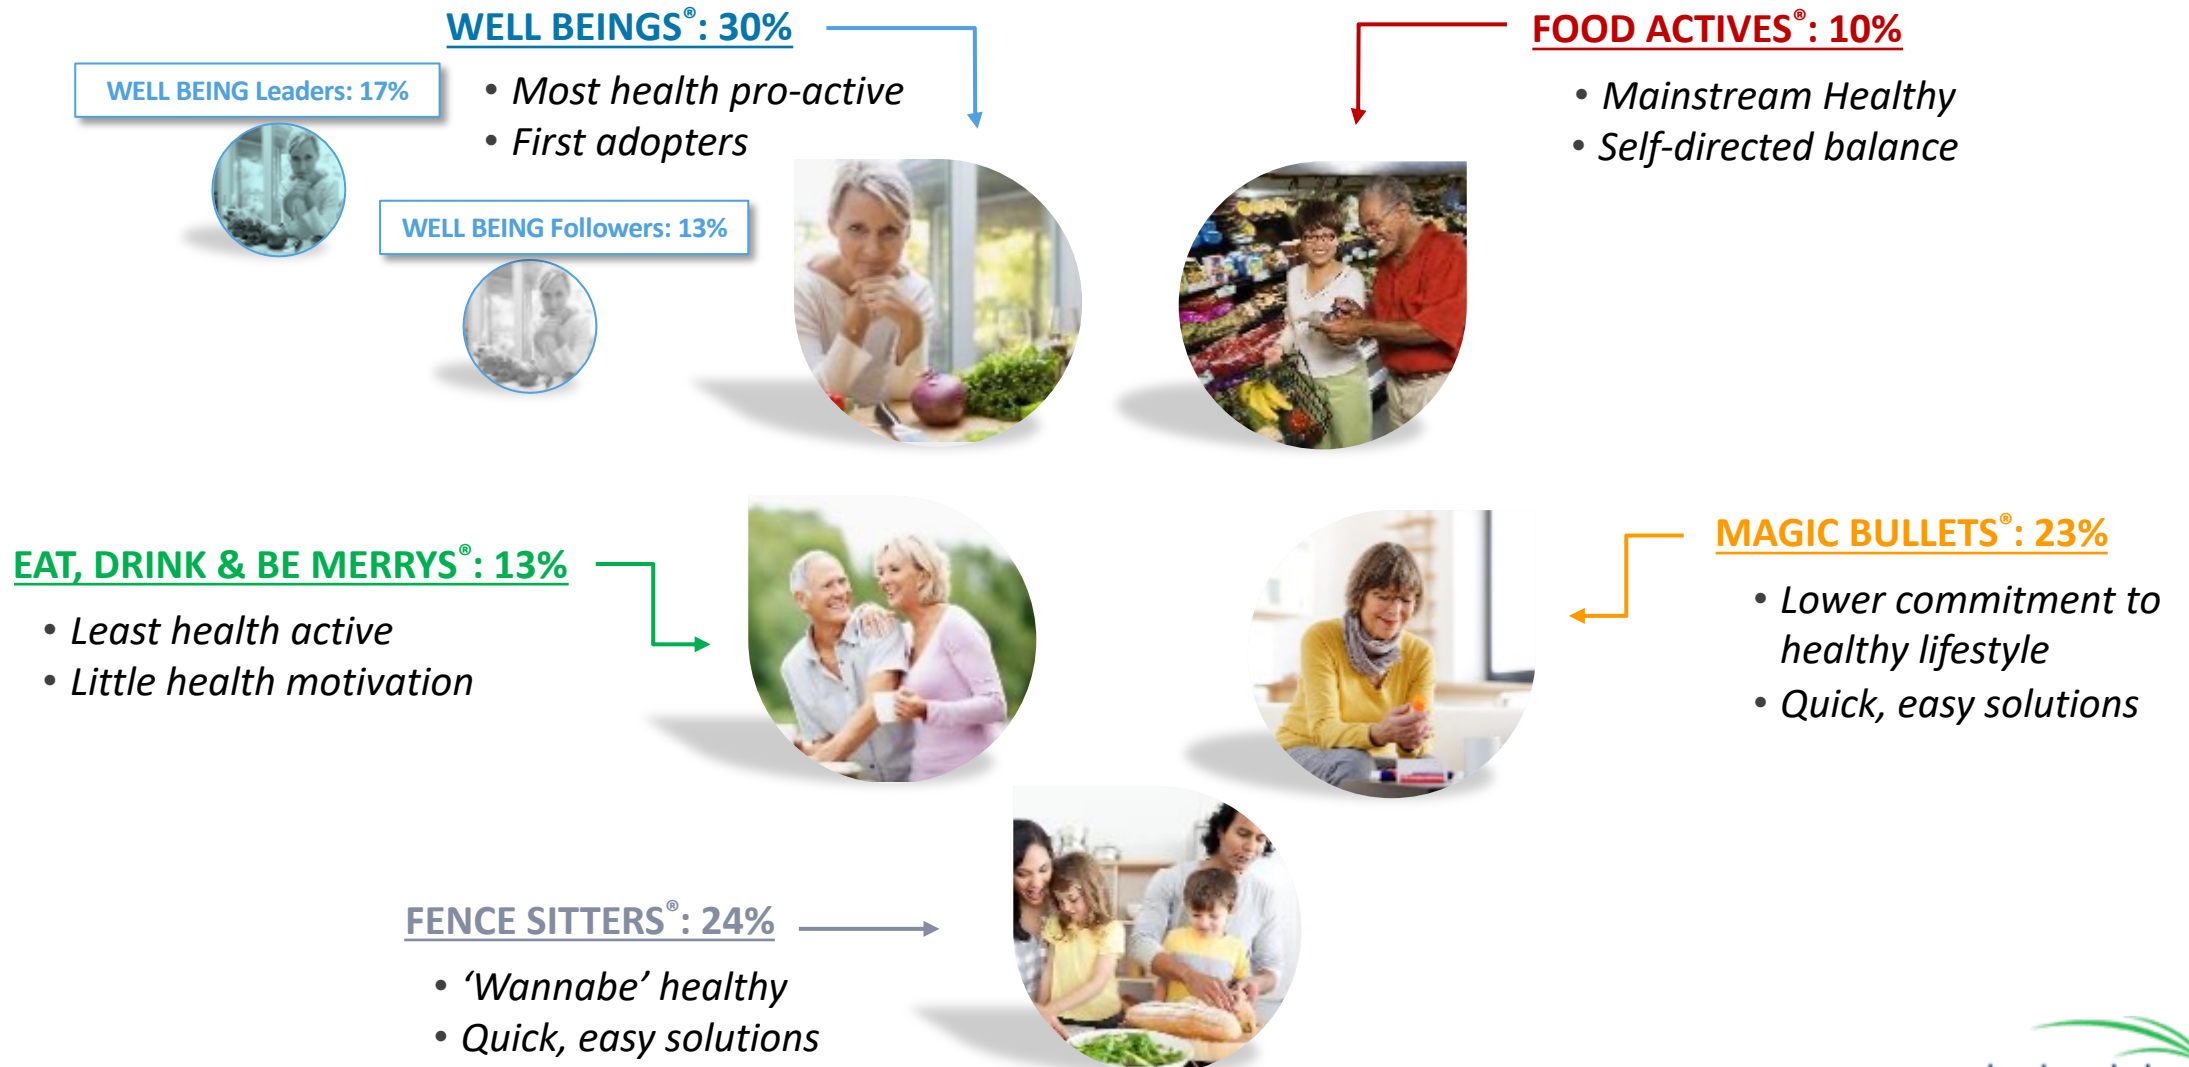 WELL BEINGS®: 30%
WELL BEING Leaders: 17%
• Most health pro-active
• First adopters
WELL BEING Followers: 13%
FOOD ACTIVES®: 10%
• Mainstream Healthy
• Self-directed balance
EAT, DRINK & BE MERRYS®: 13%
• Least health active
• Little health motivation
MAGIC BULLETS®: 23%
• Lower commitment to
healthy lifestyle
• Quick, easy solutions
FENCE SITTERS®: 24%
• ‘Wannabe’ healthy
• Quick, easy solutions